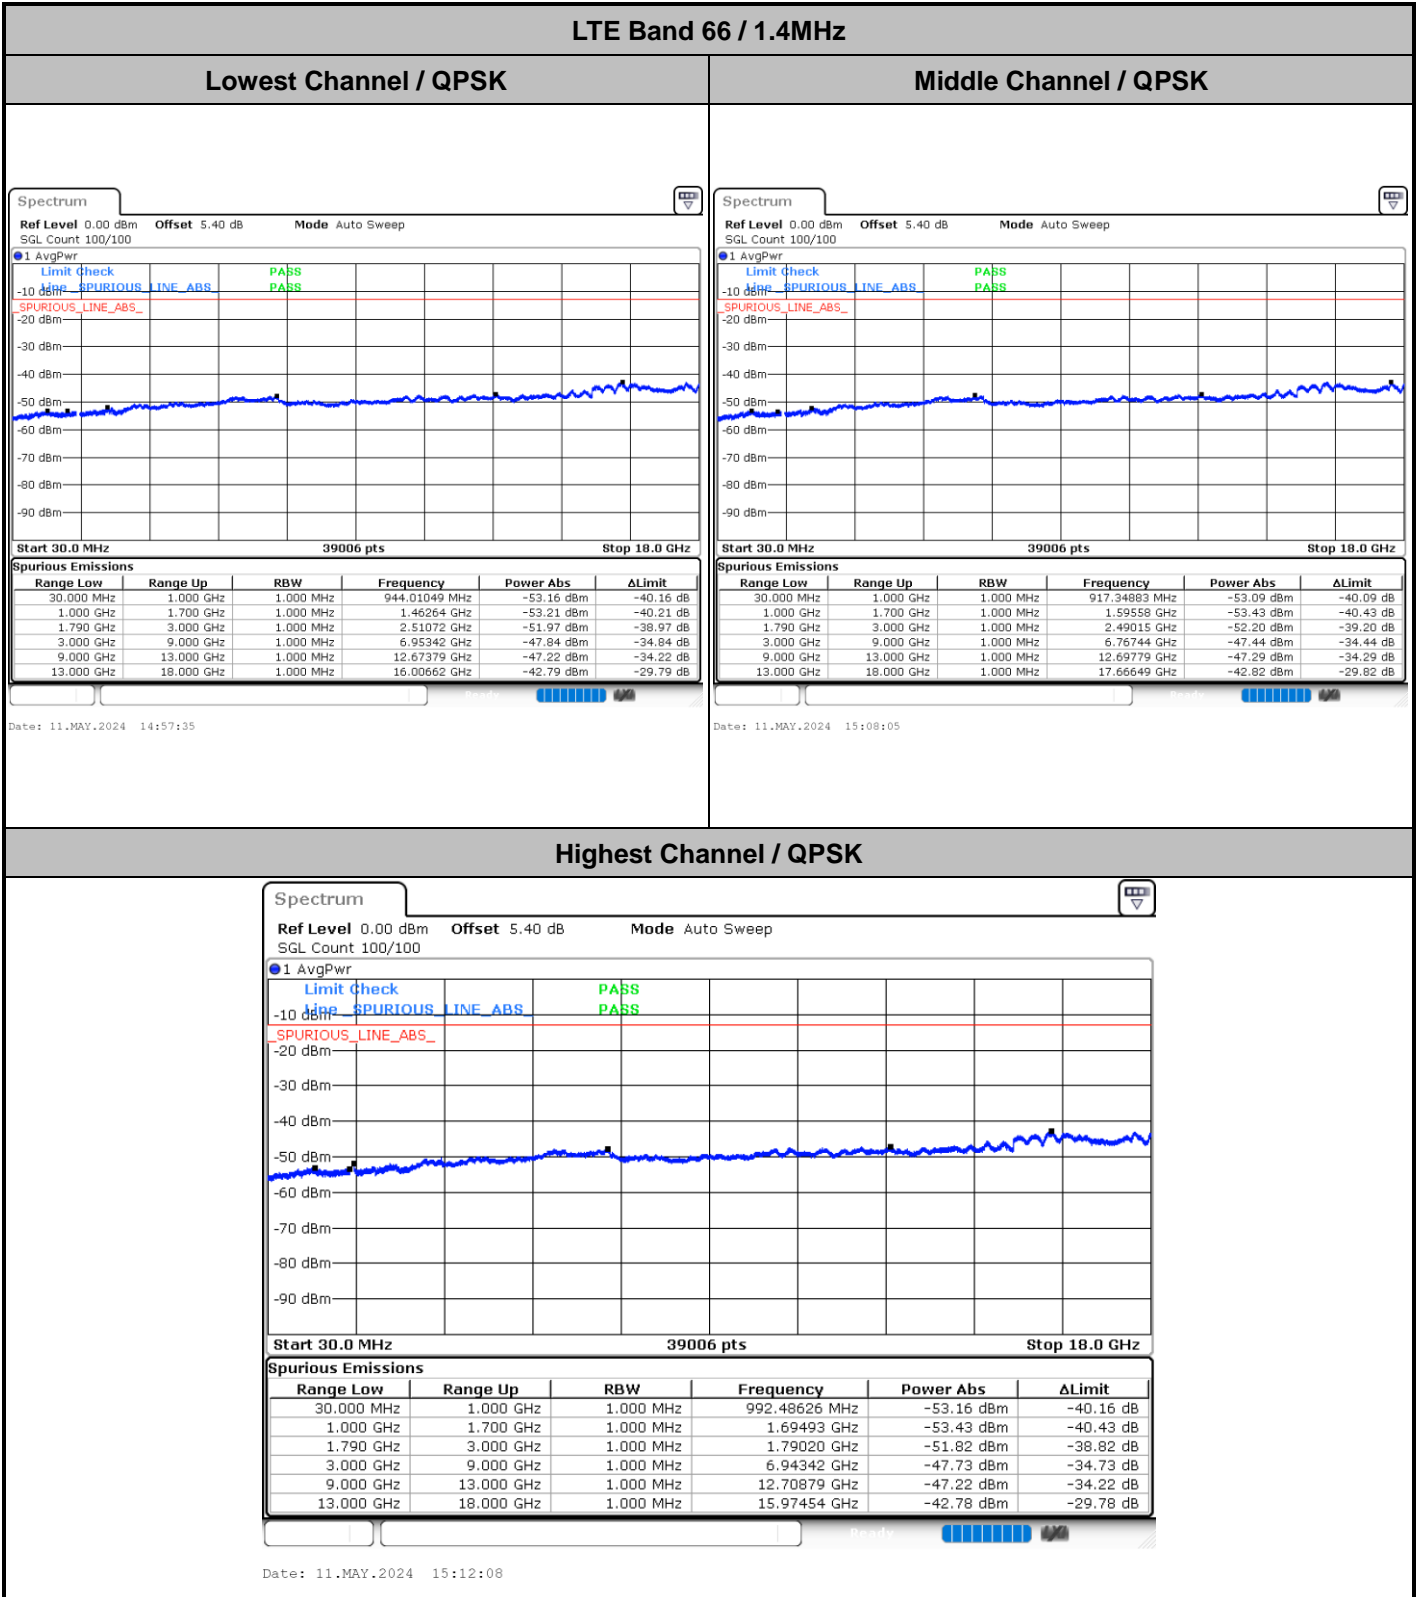 LTE Band 66 / 1.4MHz
Lowest Channel / QPSK
Middle Channel / QPSK
Spectrum
Ref Level 0.00 dBm Offset 5.40 dB Mode Auto Sweep
SGL Count 100/100
1 AvgPwr
Limit Check PASS
Line _SPURIOUS_LINE_ABS_ PASS
-10 dBm
_SPURIOUS_LINE_ABS_
-20 dBm
-30 dBm
-40 dBm
-50 dBm
-60 dBm
-70 dBm
-80 dBm
-90 dBm
Start 30.0 MHz 39006 pts Stop 18.0 GHz
Spurious Emissions
Range Low Range Up RBW Frequency Power Abs ΔLimit
30.000 MHz 1.000 GHz 1.000 MHz 944.01049 MHz -53.16 dBm -40.16 dB
1.000 GHz 1.700 GHz 1.000 MHz 1.46264 GHz -53.21 dBm -40.21 dB
1.790 GHz 3.000 GHz 1.000 MHz 2.51072 GHz -51.97 dBm -38.97 dB
3.000 GHz 9.000 GHz 1.000 MHz 6.95342 GHz -47.84 dBm -34.84 dB
9.000 GHz 13.000 GHz 1.000 MHz 12.67379 GHz -47.22 dBm -34.22 dB
13.000 GHz 18.000 GHz 1.000 MHz 16.00662 GHz -42.79 dBm -29.79 dB
Ready
Date: 11.MAY.2024 14:57:35
Spectrum
Ref Level 0.00 dBm Offset 5.40 dB Mode Auto Sweep
SGL Count 100/100
1 AvgPwr
Limit Check PASS
Line _SPURIOUS_LINE_ABS_ PASS
-10 dBm
_SPURIOUS_LINE_ABS_
-20 dBm
-30 dBm
-40 dBm
-50 dBm
-60 dBm
-70 dBm
-80 dBm
-90 dBm
Start 30.0 MHz 39006 pts Stop 18.0 GHz
Spurious Emissions
Range Low Range Up RBW Frequency Power Abs ΔLimit
30.000 MHz 1.000 GHz 1.000 MHz 917.34883 MHz -53.09 dBm -40.09 dB
1.000 GHz 1.700 GHz 1.000 MHz 1.59558 GHz -53.43 dBm -40.43 dB
1.790 GHz 3.000 GHz 1.000 MHz 2.49015 GHz -52.20 dBm -39.20 dB
3.000 GHz 9.000 GHz 1.000 MHz 6.76744 GHz -47.44 dBm -34.44 dB
9.000 GHz 13.000 GHz 1.000 MHz 12.69779 GHz -47.29 dBm -34.29 dB
13.000 GHz 18.000 GHz 1.000 MHz 17.66649 GHz -42.82 dBm -29.82 dB
Ready
Date: 11.MAY.2024 15:08:05
Highest Channel / QPSK
Spectrum
Ref Level 0.00 dBm Offset 5.40 dB Mode Auto Sweep
SGL Count 100/100
1 AvgPwr
Limit Check PASS
Line _SPURIOUS_LINE_ABS_ PASS
-10 dBm
_SPURIOUS_LINE_ABS_
-20 dBm
-30 dBm
-40 dBm
-50 dBm
-60 dBm
-70 dBm
-80 dBm
-90 dBm
Start 30.0 MHz 39006 pts Stop 18.0 GHz
Spurious Emissions
Range Low Range Up RBW Frequency Power Abs ΔLimit
30.000 MHz 1.000 GHz 1.000 MHz 992.48626 MHz -53.16 dBm -40.16 dB
1.000 GHz 1.700 GHz 1.000 MHz 1.69493 GHz -53.43 dBm -40.43 dB
1.790 GHz 3.000 GHz 1.000 MHz 1.79020 GHz -51.82 dBm -38.82 dB
3.000 GHz 9.000 GHz 1.000 MHz 6.94342 GHz -47.73 dBm -34.73 dB
9.000 GHz 13.000 GHz 1.000 MHz 12.70879 GHz -47.22 dBm -34.22 dB
13.000 GHz 18.000 GHz 1.000 MHz 15.97454 GHz -42.78 dBm -29.78 dB
Ready
Date: 11.MAY.2024 15:12:08